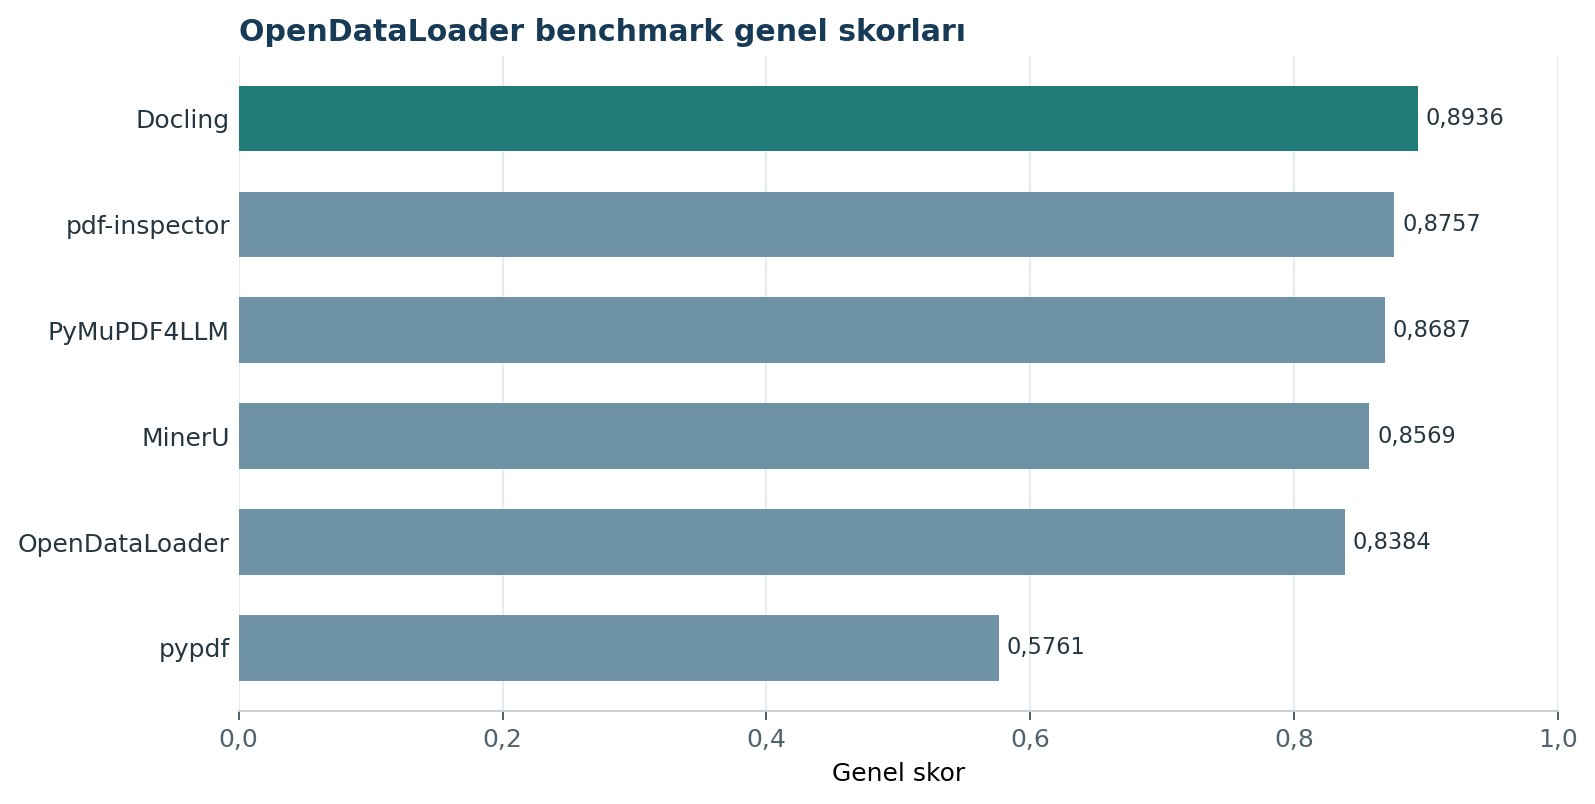 OpenDataLoader benchmark genel skorları
Docling 0,8936
pdf-inspector 0,8757
PyMuPDF4LLM 0,8687
MinerU 0,8569
OpenDataLoader 0,8384
pypdf 0,5761
0,0 0,2 0,4 0,6 0,8 1,0
Genel skor